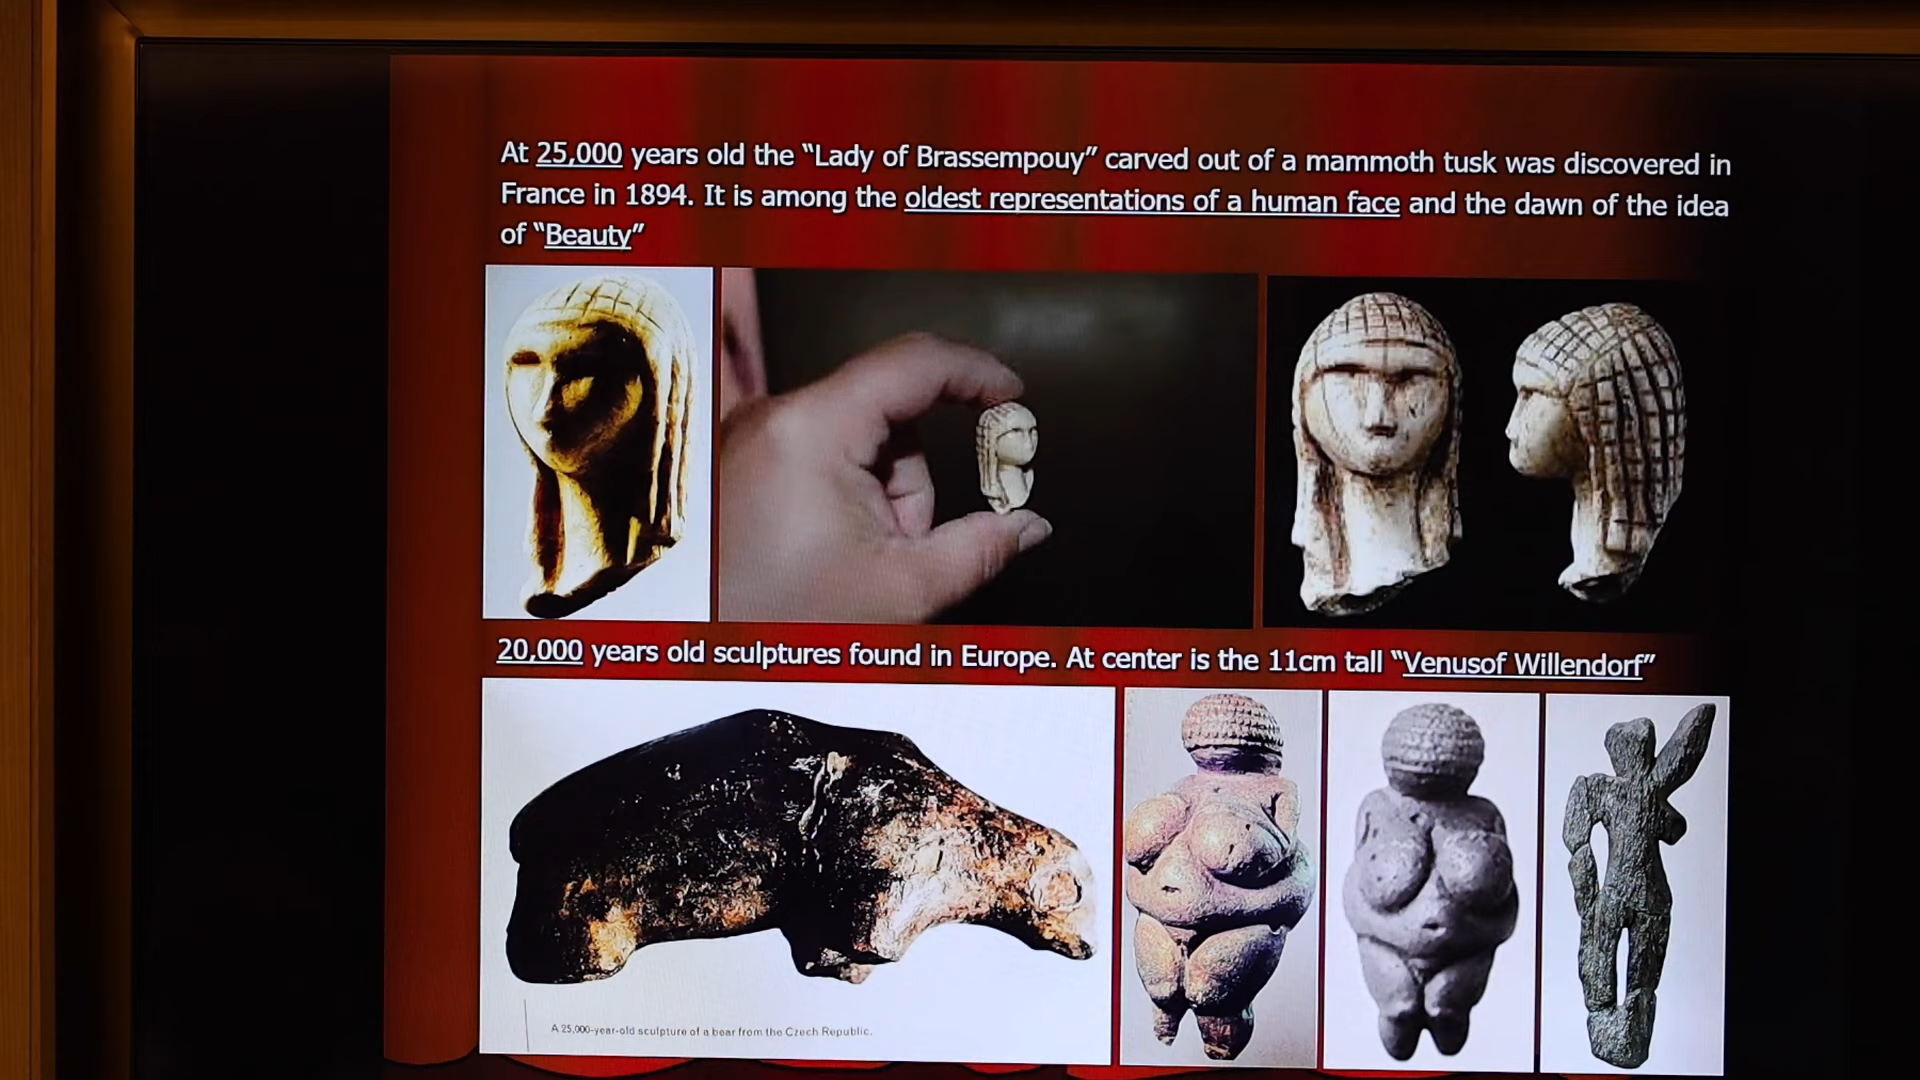 At 25,000 years old the “Lady of Brassempouy” carved out of a mammoth tusk was discovered in
France in 1894. It is among the oldest representations of a human face and the dawn of the idea
of “Beauty”
20,000 years old sculptures found in Europe. At center is the 11cm tall “Venusof Willendorf”
A 25,000-year-old sculpture of a bear from the Czech Republic.